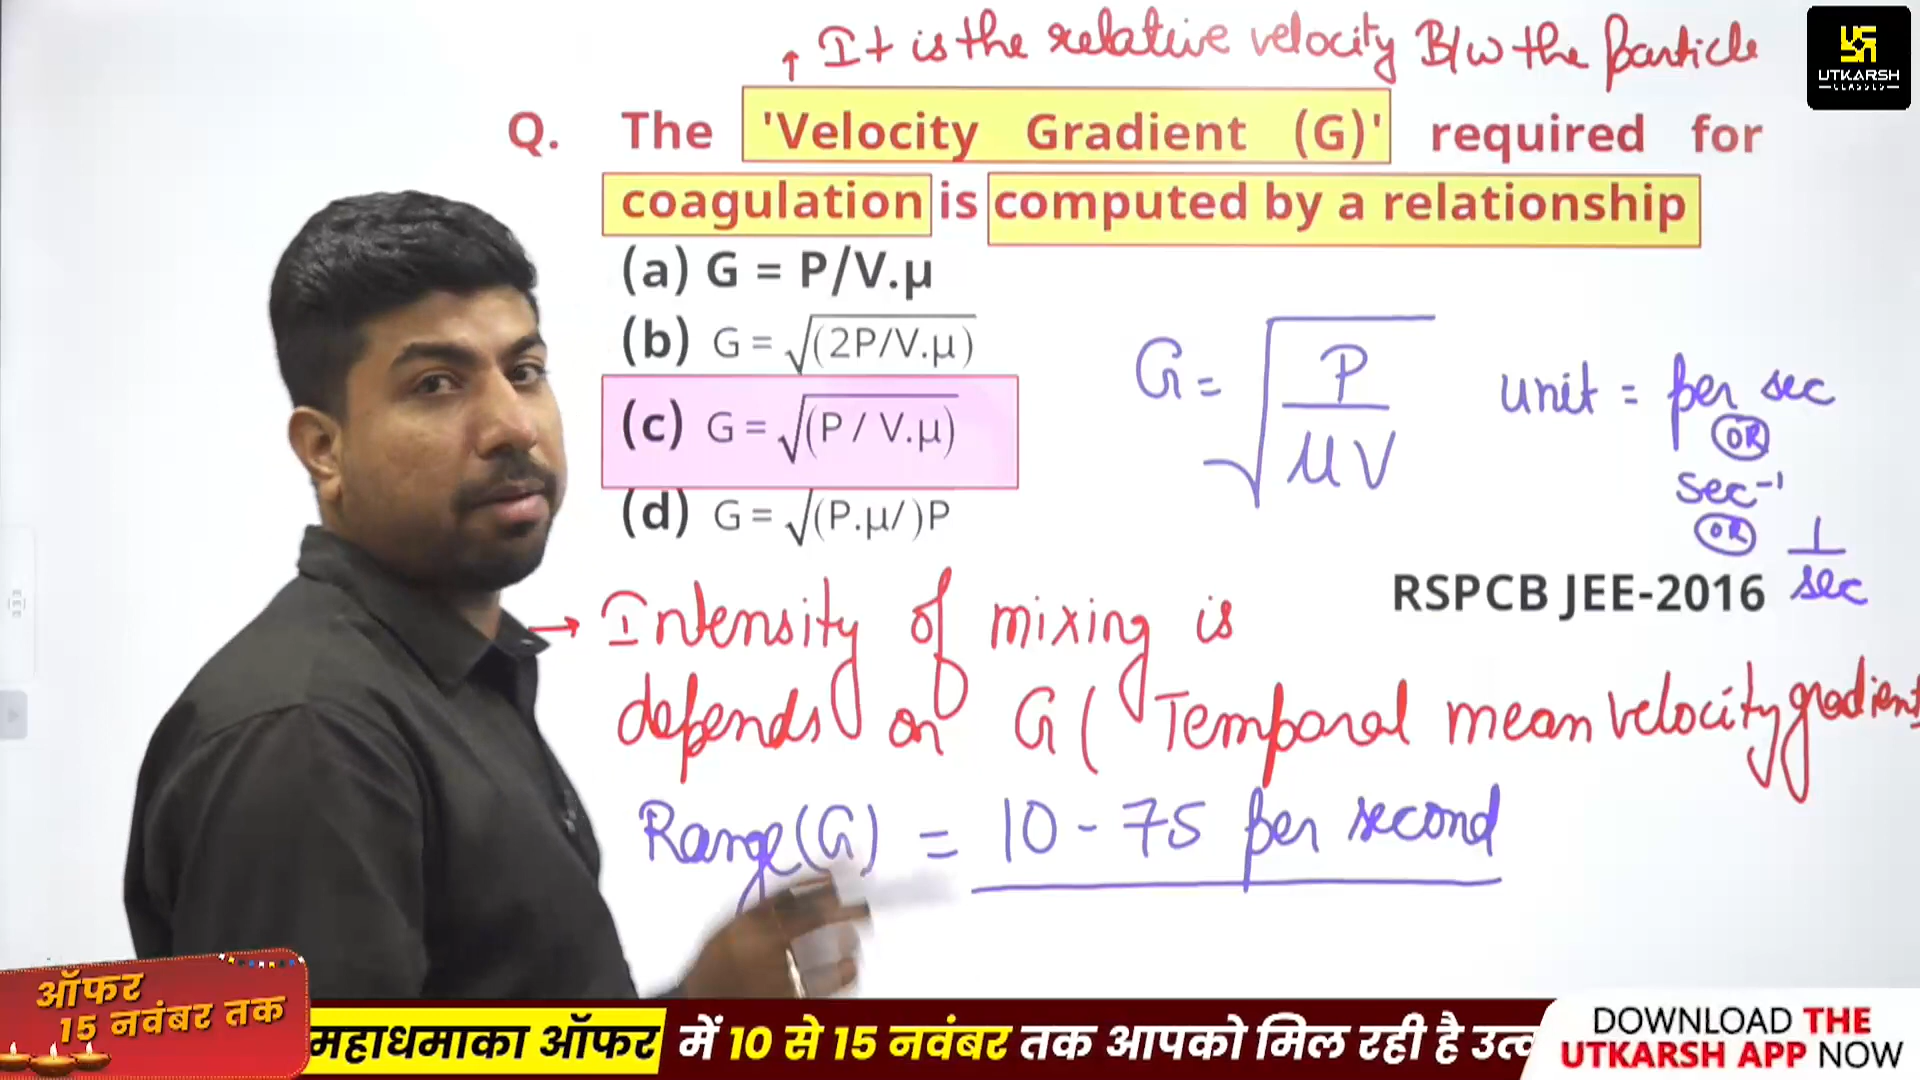 ↑ It is the relative velocity B/w the particle
UTKARSH
CLASSES
Q. The 'Velocity Gradient (G)' required for
coagulation is computed by a relationship
(a) G = P/V.μ
(b) G = √(2P/V.μ)
(c) G = √(P / V.μ)
(d) G = √(P.μ/)P
G = √P/μV
unit = per sec
OR
sec⁻¹
OR
1/sec
RSPCB JEE-2016
→ Intensity of mixing is
depends on G ( Temporal mean velocity gradient
Range(G) = 10 - 75 per second
ऑफर
15 नवंबर तक
महाधमाका ऑफर में 10 से 15 नवंबर तक आपको मिल रही है
DOWNLOAD THE
UTKARSH APP NOW